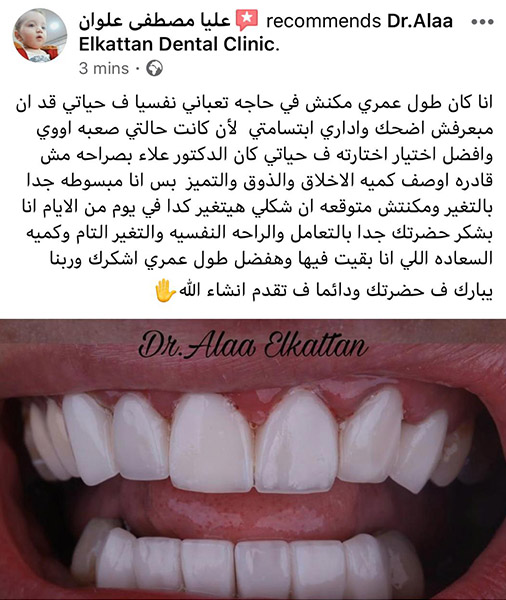 عليا مصطفى علوان recommends Dr.Alaa
Elkattan Dental Clinic.
3 mins ·
انا كان طول عمري مكنش في حاجه تعباني نفسيا ف حياتي قد ان
مبعرفش اضحك واداري ابتسامتي لأن كانت حالتي صعبه اووي
وافضل اختيار اختارته ف حياتي كان الدكتور علاء بصراحه مش
قادره اوصف كميه الاخلاق والذوق والتميز بس انا مبسوطه جدا
بالتغير ومكنتش متوقعه ان شكلي هيتغير كدا في يوم من الايام انا
بشكر حضرتك جدا بالتعامل والراحه النفسيه والتغير التام وكميه
السعاده اللي انا بقيت فيها وهفضل طول عمري اشكرك وربنا
يبارك ف حضرتك ودائما ف تقدم انشاء الله✋
Dr.Alaa Elkattan